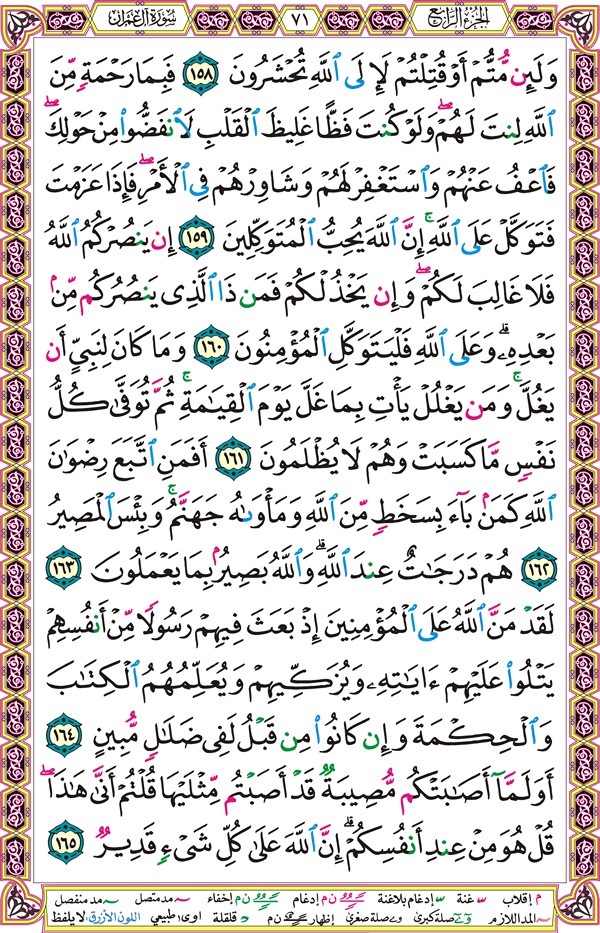 الجزء الرابع ٧١ سورة آل عمران
وَلَئِن مُّتُّمْ أَوْ قُتِلْتُمْ لَإِلَى ٱللَّهِ تُحْشَرُونَ ١٥٨ فَبِمَا رَحْمَةٍ مِّنَ
ٱللَّهِ لِنتَ لَهُمْ ۖ وَلَوْ كُنتَ فَظًّا غَلِيظَ ٱلْقَلْبِ لَٱنفَضُّوا۟ مِنْ حَوْلِكَ ۖ
فَٱعْفُ عَنْهُمْ وَٱسْتَغْفِرْ لَهُمْ وَشَاوِرْهُمْ فِى ٱلْأَمْرِ ۖ فَإِذَا عَزَمْتَ
فَتَوَكَّلْ عَلَى ٱللَّهِ ۚ إِنَّ ٱللَّهَ يُحِبُّ ٱلْمُتَوَكِّلِينَ ١٥٩ إِن يَنصُرْكُمُ ٱللَّهُ
فَلَا غَالِبَ لَكُمْ ۖ وَإِن يَخْذُلْكُمْ فَمَن ذَا ٱلَّذِى يَنصُرُكُم مِّنۢ
بَعْدِهِۦ ۗ وَعَلَى ٱللَّهِ فَلْيَتَوَكَّلِ ٱلْمُؤْمِنُونَ ١٦٠ وَمَا كَانَ لِنَبِىٍّ أَن
يَغُلَّ ۚ وَمَن يَغْلُلْ يَأْتِ بِمَا غَلَّ يَوْمَ ٱلْقِيَٰمَةِ ۚ ثُمَّ تُوَفَّىٰ كُلُّ
نَفْسٍ مَّا كَسَبَتْ وَهُمْ لَا يُظْلَمُونَ ١٦١ أَفَمَنِ ٱتَّبَعَ رِضْوَٰنَ
ٱللَّهِ كَمَنۢ بَآءَ بِسَخَطٍ مِّنَ ٱللَّهِ وَمَأْوَىٰهُ جَهَنَّمُ ۚ وَبِئْسَ ٱلْمَصِيرُ
١٦٢ هُمْ دَرَجَٰتٌ عِندَ ٱللَّهِ ۗ وَٱللَّهُ بَصِيرٌۢ بِمَا يَعْمَلُونَ ١٦٣
لَقَدْ مَنَّ ٱللَّهُ عَلَى ٱلْمُؤْمِنِينَ إِذْ بَعَثَ فِيهِمْ رَسُولًا مِّنْ أَنفُسِهِمْ
يَتْلُوا۟ عَلَيْهِمْ ءَايَٰتِهِۦ وَيُزَكِّيهِمْ وَيُعَلِّمُهُمُ ٱلْكِتَٰبَ
وَٱلْحِكْمَةَ وَإِن كَانُوا۟ مِن قَبْلُ لَفِى ضَلَٰلٍ مُّبِينٍ ١٦٤
أَوَلَمَّآ أَصَٰبَتْكُم مُّصِيبَةٌ قَدْ أَصَبْتُم مِّثْلَيْهَا قُلْتُمْ أَنَّىٰ هَٰذَا ۖ
قُلْ هُوَ مِنْ عِندِ أَنفُسِكُمْ ۗ إِنَّ ٱللَّهَ عَلَىٰ كُلِّ شَىْءٍ قَدِيرٌ ١٦٥
م إقلاب غنة إدغام بلاغنة ن م إدغام ن م إخفاء مد متصل مد منفصل
المد اللازم صلة كبرى صلة صغرى إظهار ن م قلقلة اوى طبيعي اللون الأزرق: لا يلفظ